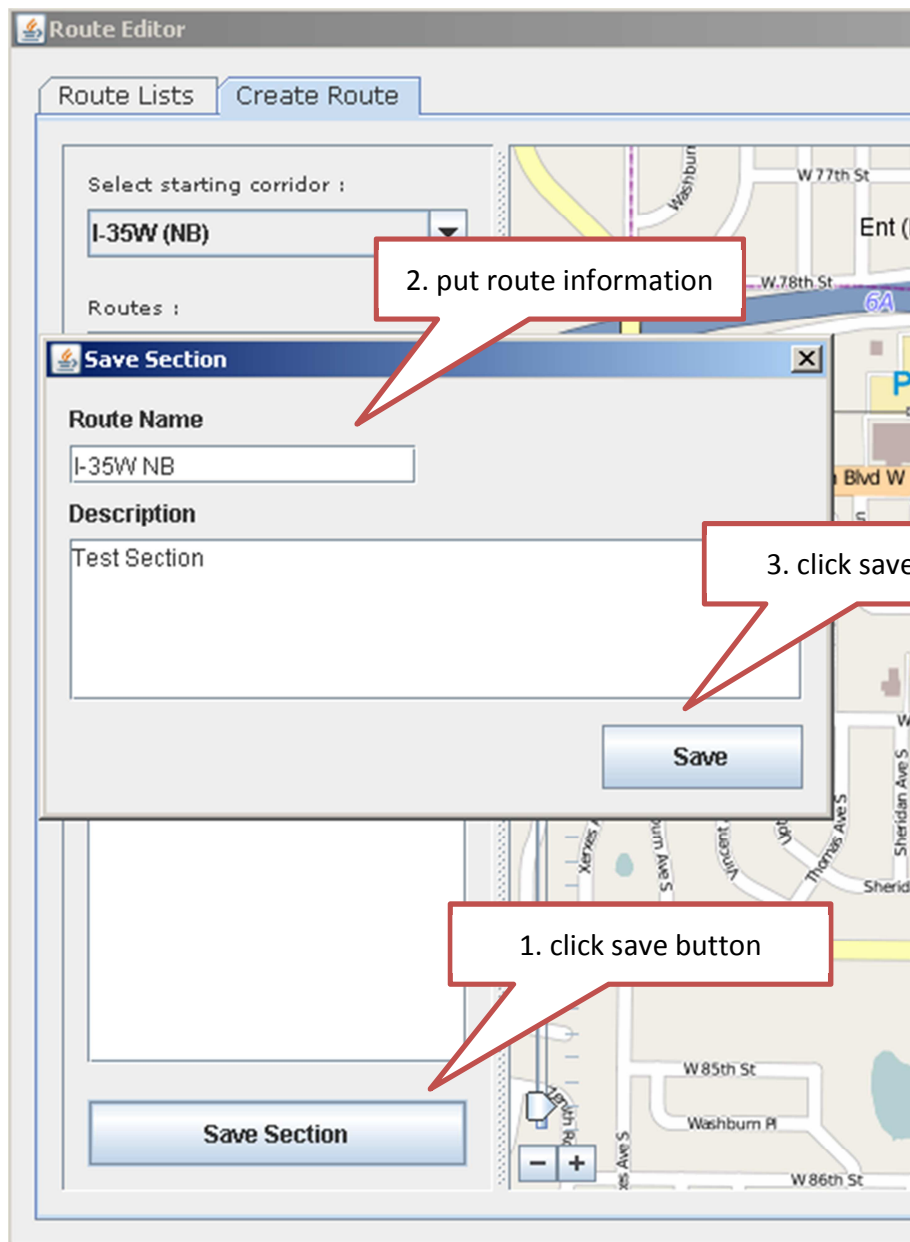 Route Editor
Route Lists
Create Route
Select starting corridor :
I-35W (NB)
Routes :
2. put route information
Save Section
Route Name
I-35W NB
Description
Test Section
3. click save
Save
1. click save button
Save Section
Washburn
W 77th St
Ent (
W 78th St
6A
P
Blvd W
S
W
Sheridan Ave S
Thomas Ave S
Vincent
Upt
Xerxes A
Sherid
W 85th St
Washburn Pl
W 86th St
- +